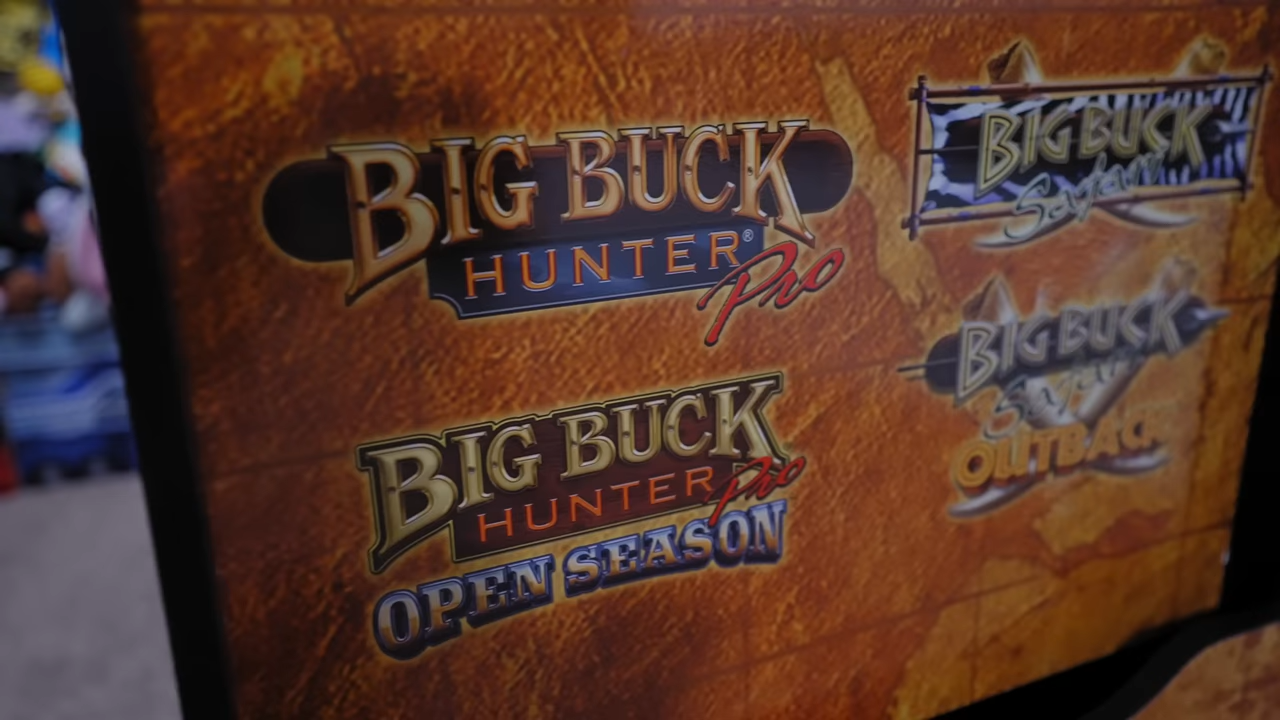 BIG BUCK
HUNTER® Pro
BIG BUCK
HUNTER Pro
OPEN SEASON
BIG BUCK
Safari
BIG BUCK
Safari
OUTBACK